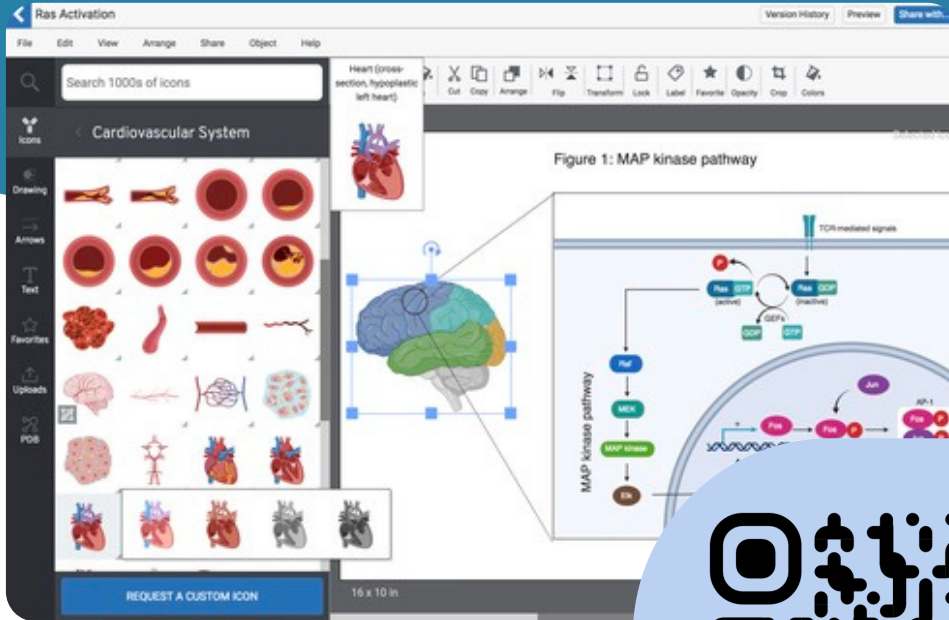 Ras Activation
Version History
Preview
Share with...
File
Edit
View
Arrange
Share
Object
Help
Search 1000s of icons
Icons
Cardiovascular System
Drawing
Arrows
Text
Favorites
Uploads
PDB
REQUEST A CUSTOM ICON
Heart (cross-
section, hypoplastic
left heart)
Cut
Copy
Arrange
Flip
Transform
Lock
Label
Favorite
Opacity
Crop
Colors
Figure 1: MAP kinase pathway
TCR-mediated signals
P
Ras GTP
(active)
Ras GDP
(inactive)
GEFs
GDP
GTP
MAP kinase pathway
Raf
MEK
MAP kinase
Elk
Jun
AP-1
Fos
Fos P
Fos P
16 x 10 in